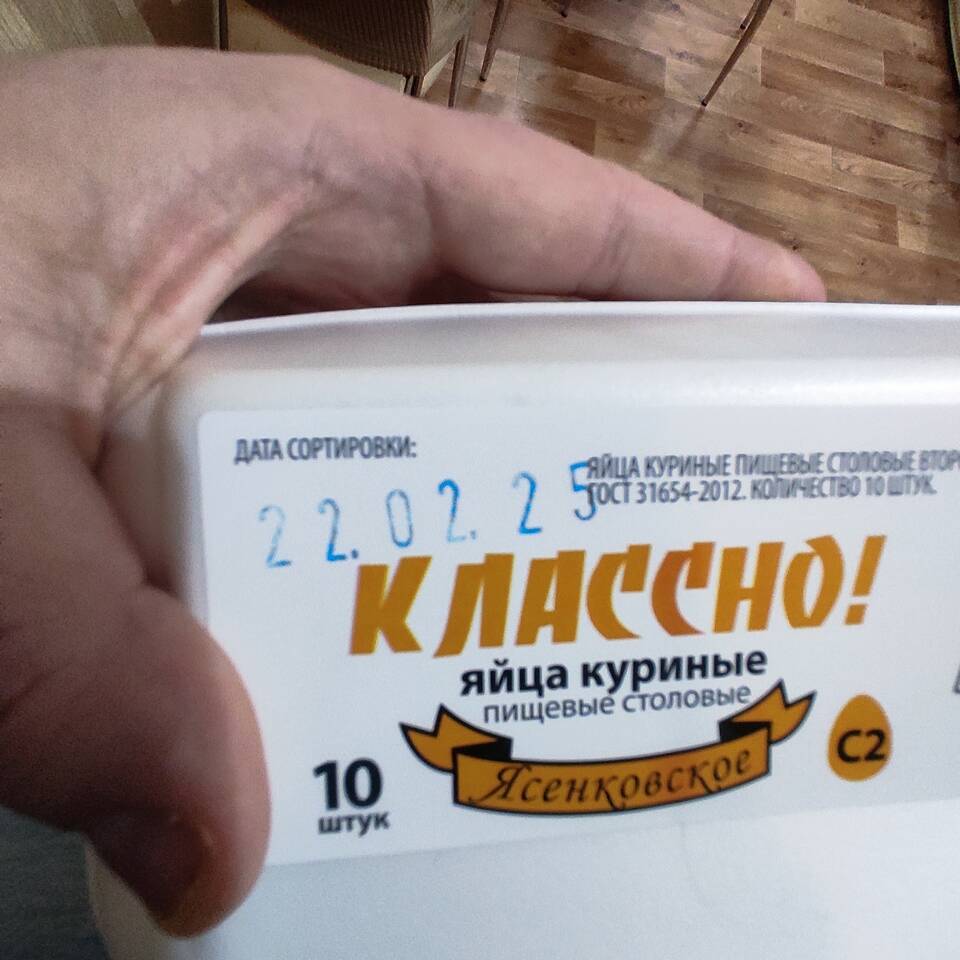 ДАТА СОРТИРОВКИ:
22.02.25
ЯЙЦА КУРИНЫЕ ПИЩЕВЫЕ СТОЛОВЫЕ
ГОСТ 31654-2012. КОЛИЧЕСТВО 10 ШТУК.
КЛАССНО!
яйца куриные
пищевые столовые
Ясенковское
С2
10
штук